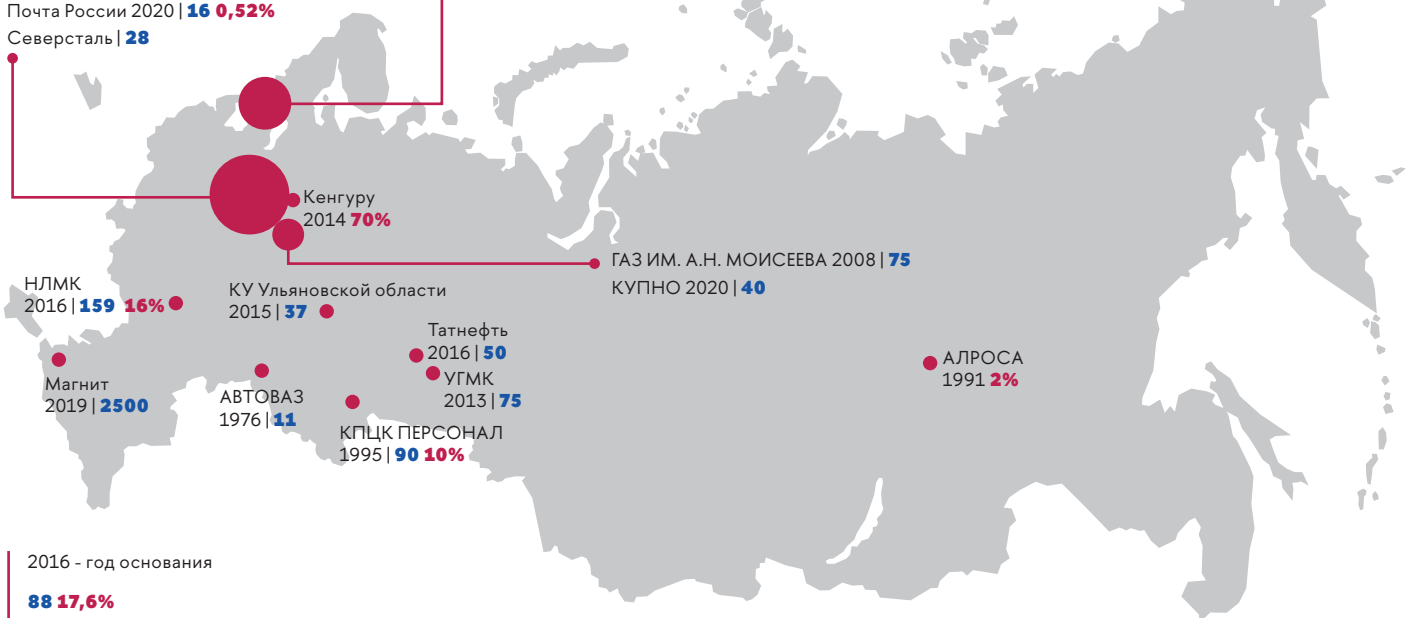 Почта России 2020 | 16 0,52%
Северсталь | 28
Кенгуру
2014 70%
ГАЗ ИМ. А.Н. МОИСЕЕВА 2008 | 75
КУПНО 2020 | 40
НЛМК
2016 | 159 16%
КУ Ульяновской области
2015 | 37
Татнефть
2016 | 50
УГМК
2013 | 75
АЛРОСА
1991 2%
Магнит
2019 | 2500
АВТОВАЗ
1976 | 11
КПЦК ПЕРСОНАЛ
1995 | 90 10%
2016 - год основания
88 17,6%